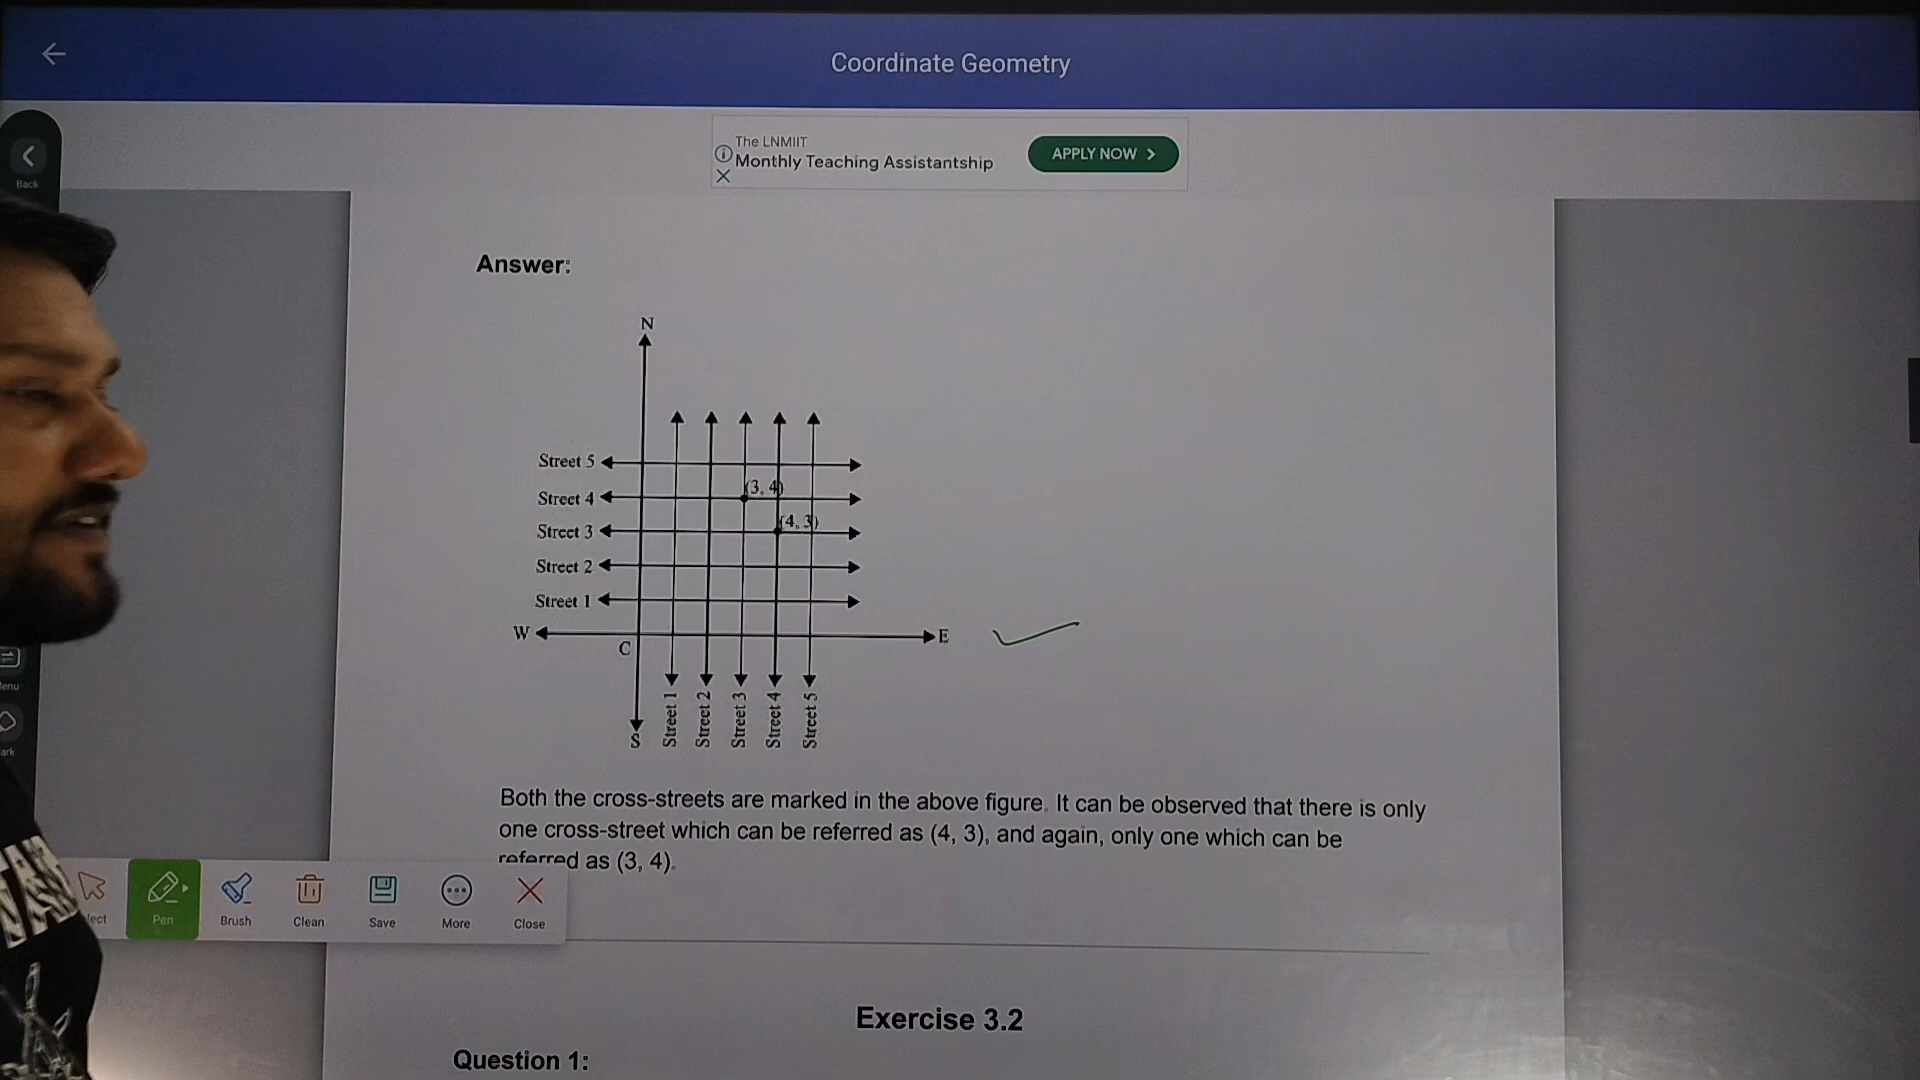 Coordinate Geometry
The LNMIIT
Monthly Teaching Assistantship
APPLY NOW >
Back
Answer:
N
Street 5
(3, 4)
Street 4
(4, 3)
Street 3
Street 2
Street 1
W
E
C
S
Street 1
Street 2
Street 3
Street 4
Street 5
Both the cross-streets are marked in the above figure. It can be observed that there is only
one cross-street which can be referred as (4, 3), and again, only one which can be
referred as (3, 4).
Pen
Brush
Clean
Save
More
Close
Exercise 3.2
Question 1: